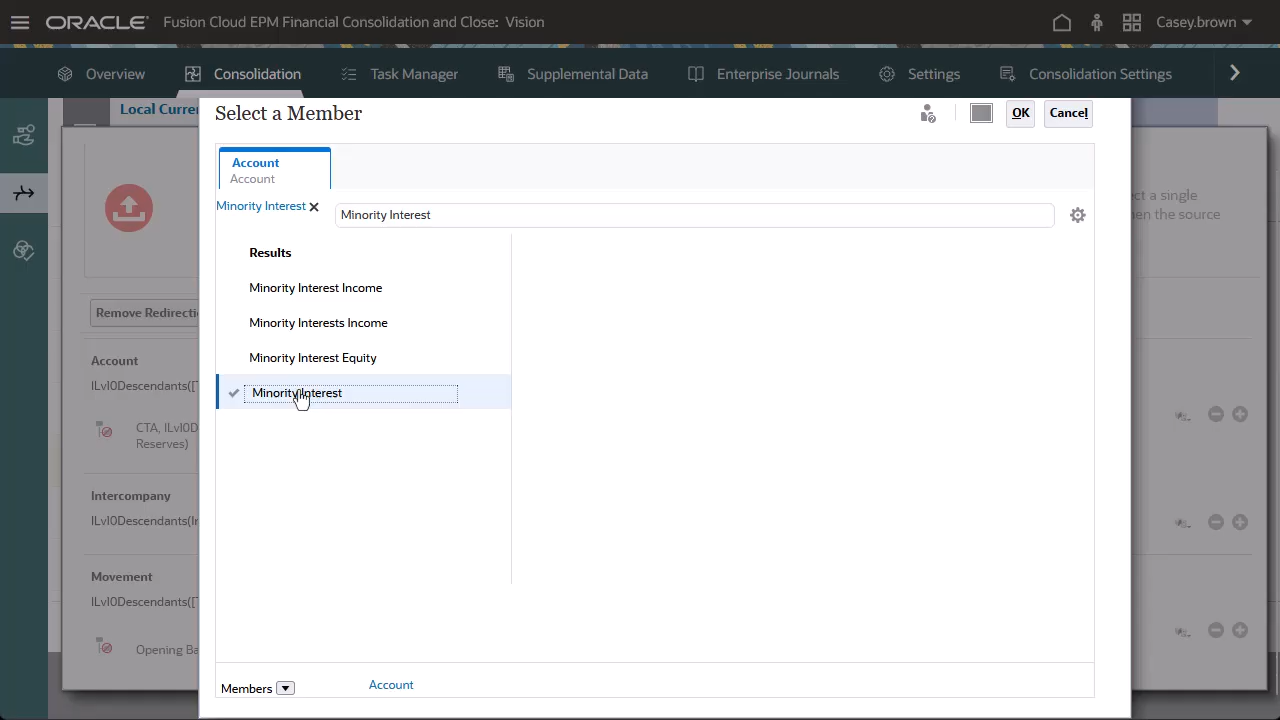 ORACLE® Fusion Cloud EPM Financial Consolidation and Close: Vision Casey.brown
Overview Consolidation Task Manager Supplemental Data Enterprise Journals Settings Consolidation Settings
Local Curre
Select a Member OK Cancel
Account
Account
ct a single
en the source
Minority Interest Minority Interest
Results
Minority Interest Income
Remove Redirecti
Minority Interests Income
Minority Interest Equity
Account
ILvl0Descendants([
Minority Interest
CTA, ILvl0D
Reserves)
Intercompany
ILvl0Descendants(In
Movement
ILvl0Descendants([
Opening Ba
Members Account